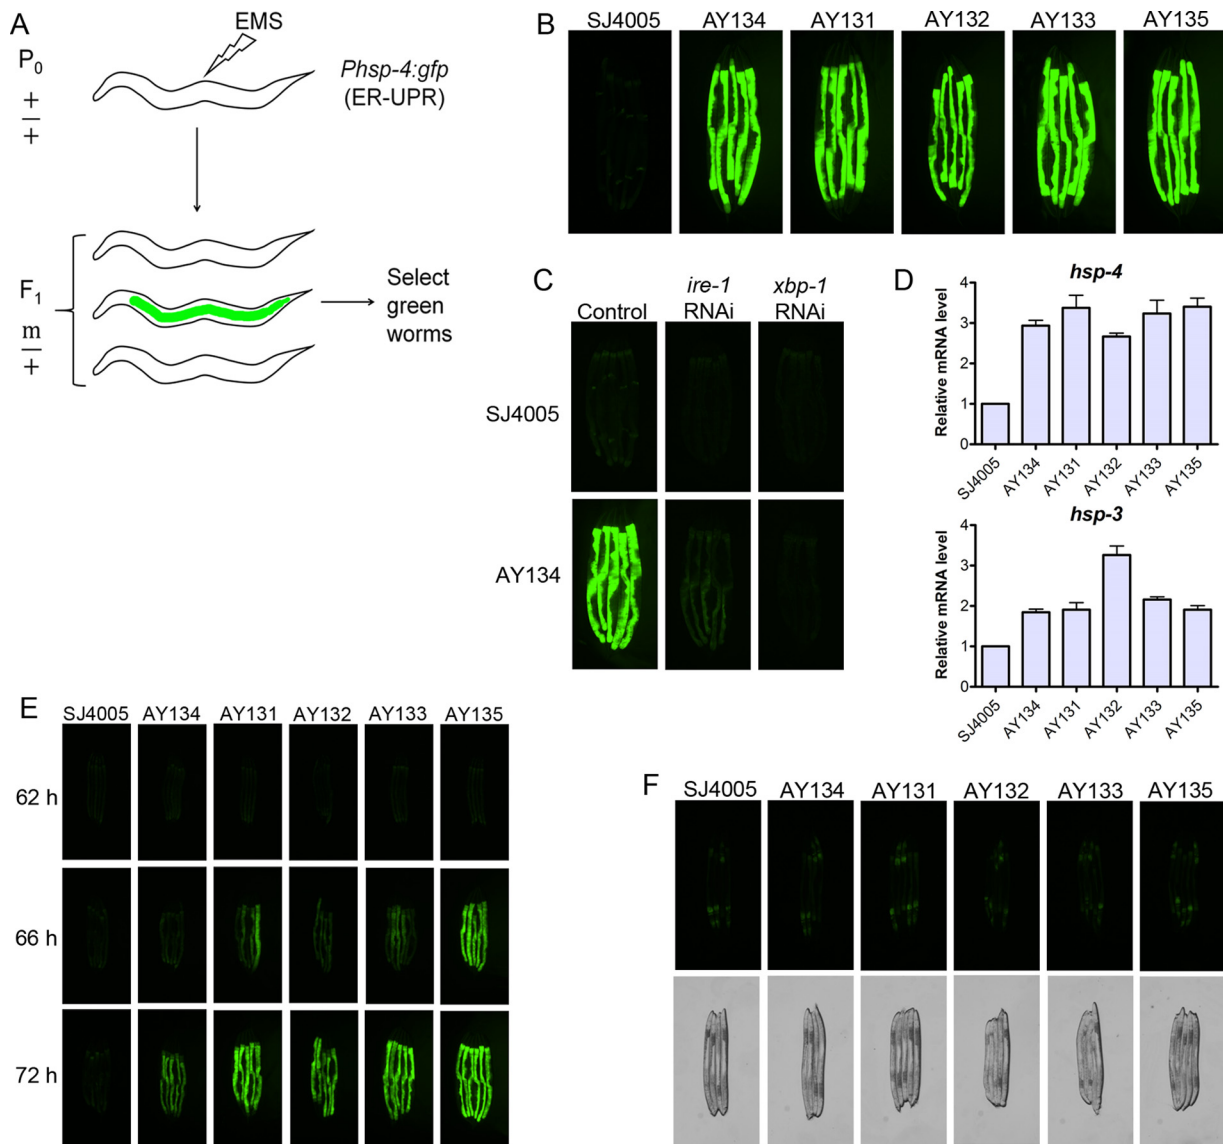 A
EMS
P0
+
+
Phsp-4:gfp
(ER-UPR)
F1
m
+
Select
green
worms
B
SJ4005 AY134 AY131 AY132 AY133 AY135
C
Control ire-1 RNAi xbp-1 RNAi
SJ4005
AY134
D
hsp-4
Relative mRNA level
4
3
2
1
0
SJ4005 AY134 AY131 AY132 AY133 AY135
hsp-3
Relative mRNA level
4
3
2
1
0
SJ4005 AY134 AY131 AY132 AY133 AY135
E
SJ4005 AY134 AY131 AY132 AY133 AY135
62 h
66 h
72 h
F
SJ4005 AY134 AY131 AY132 AY133 AY135